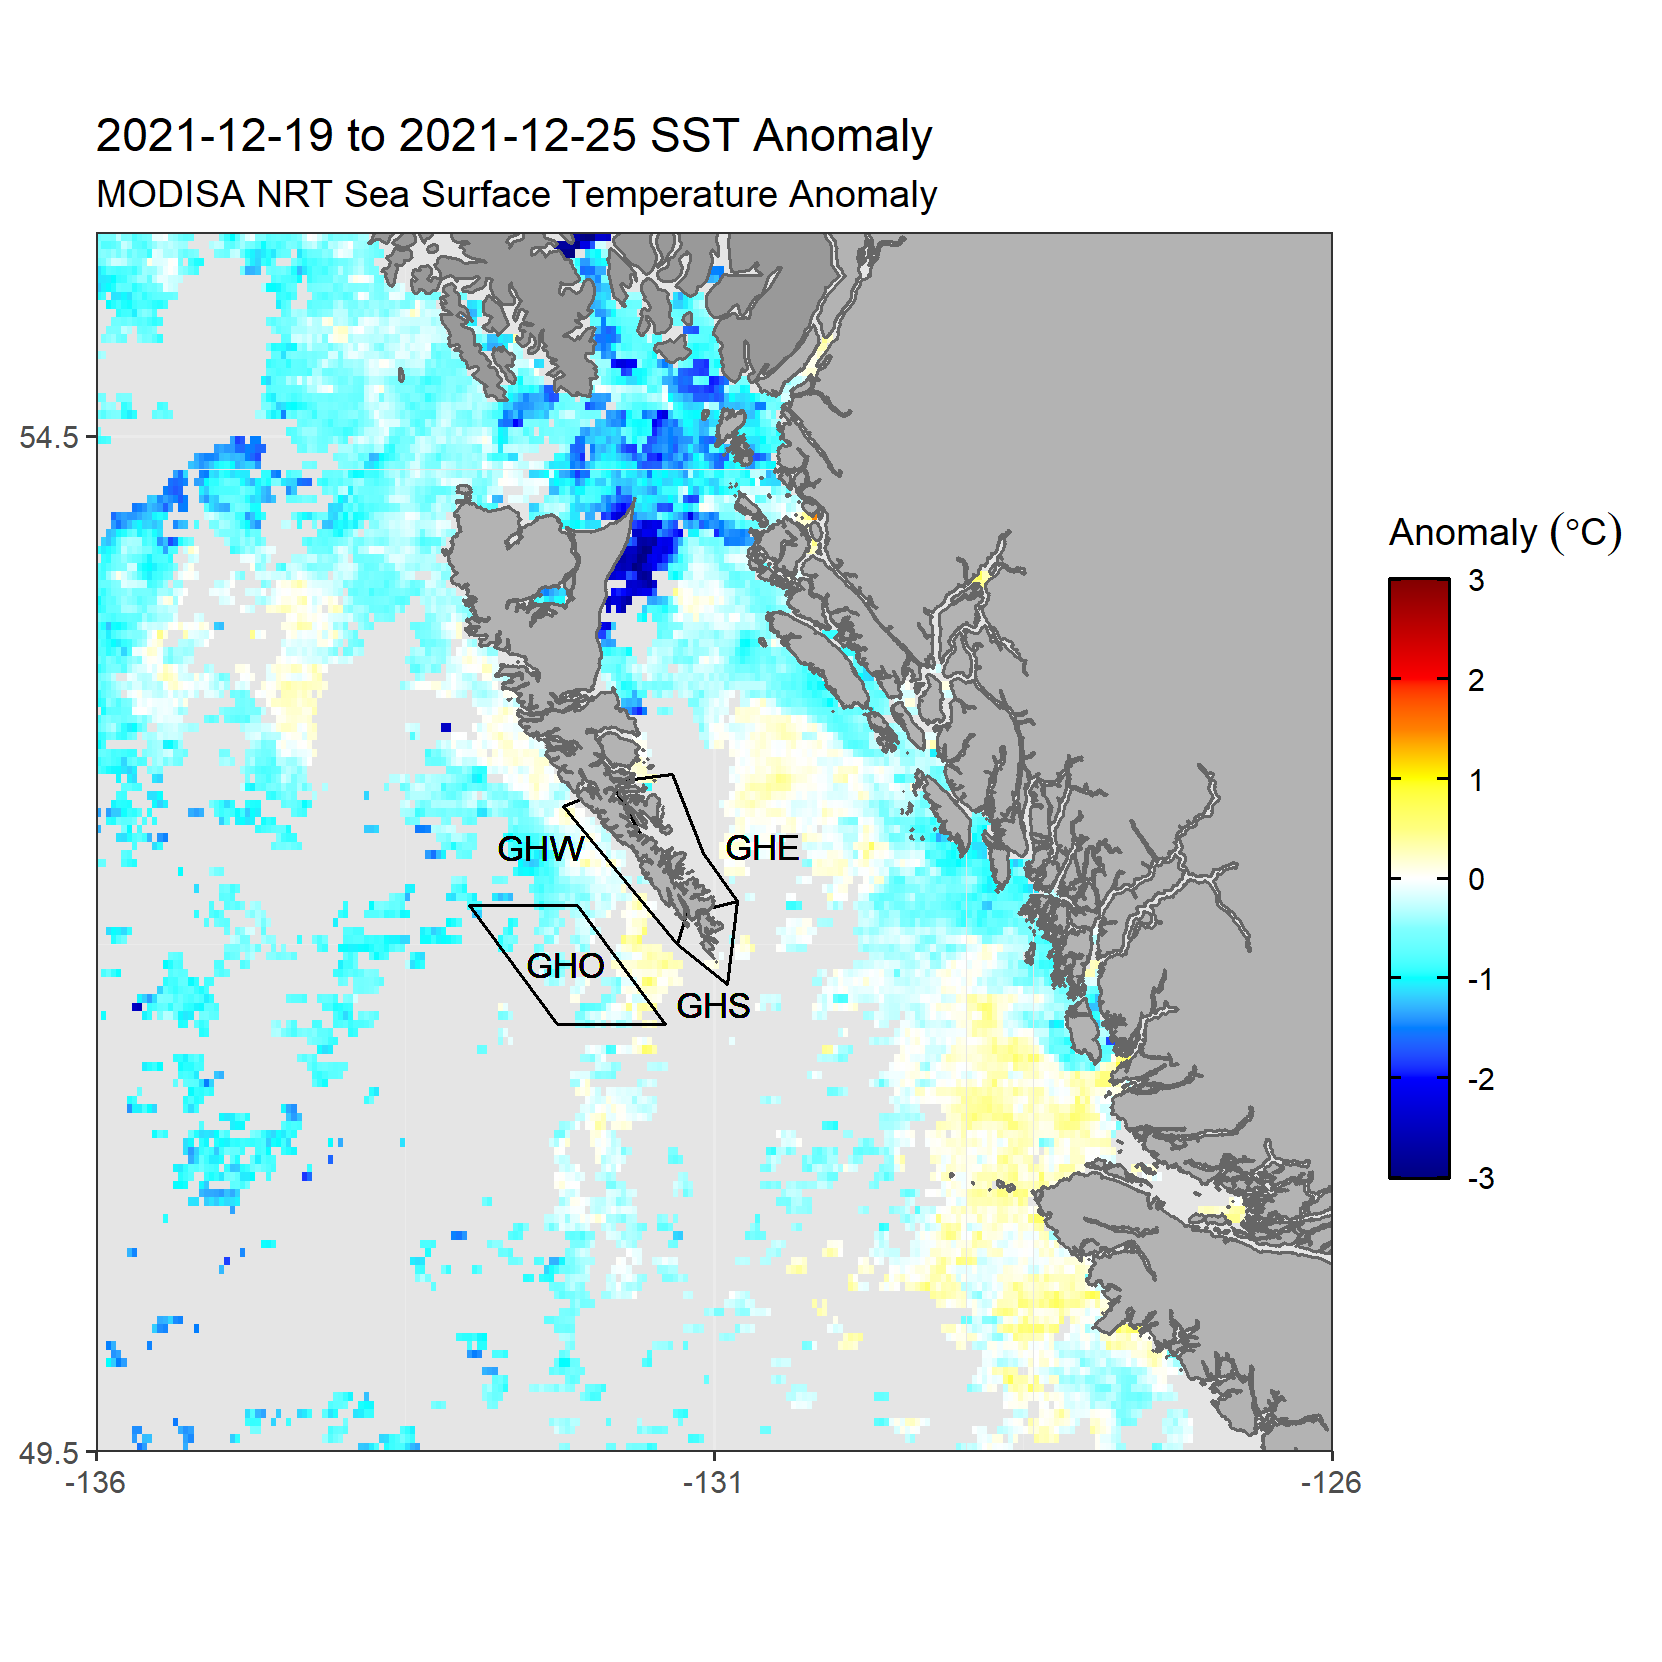 2021-12-19 to 2021-12-25 SST Anomaly
MODISA NRT Sea Surface Temperature Anomaly
54.5
49.5
-136
-131
-126
GHW
GHE
GHO
GHS
Anomaly (°C)
3
2
1
0
-1
-2
-3